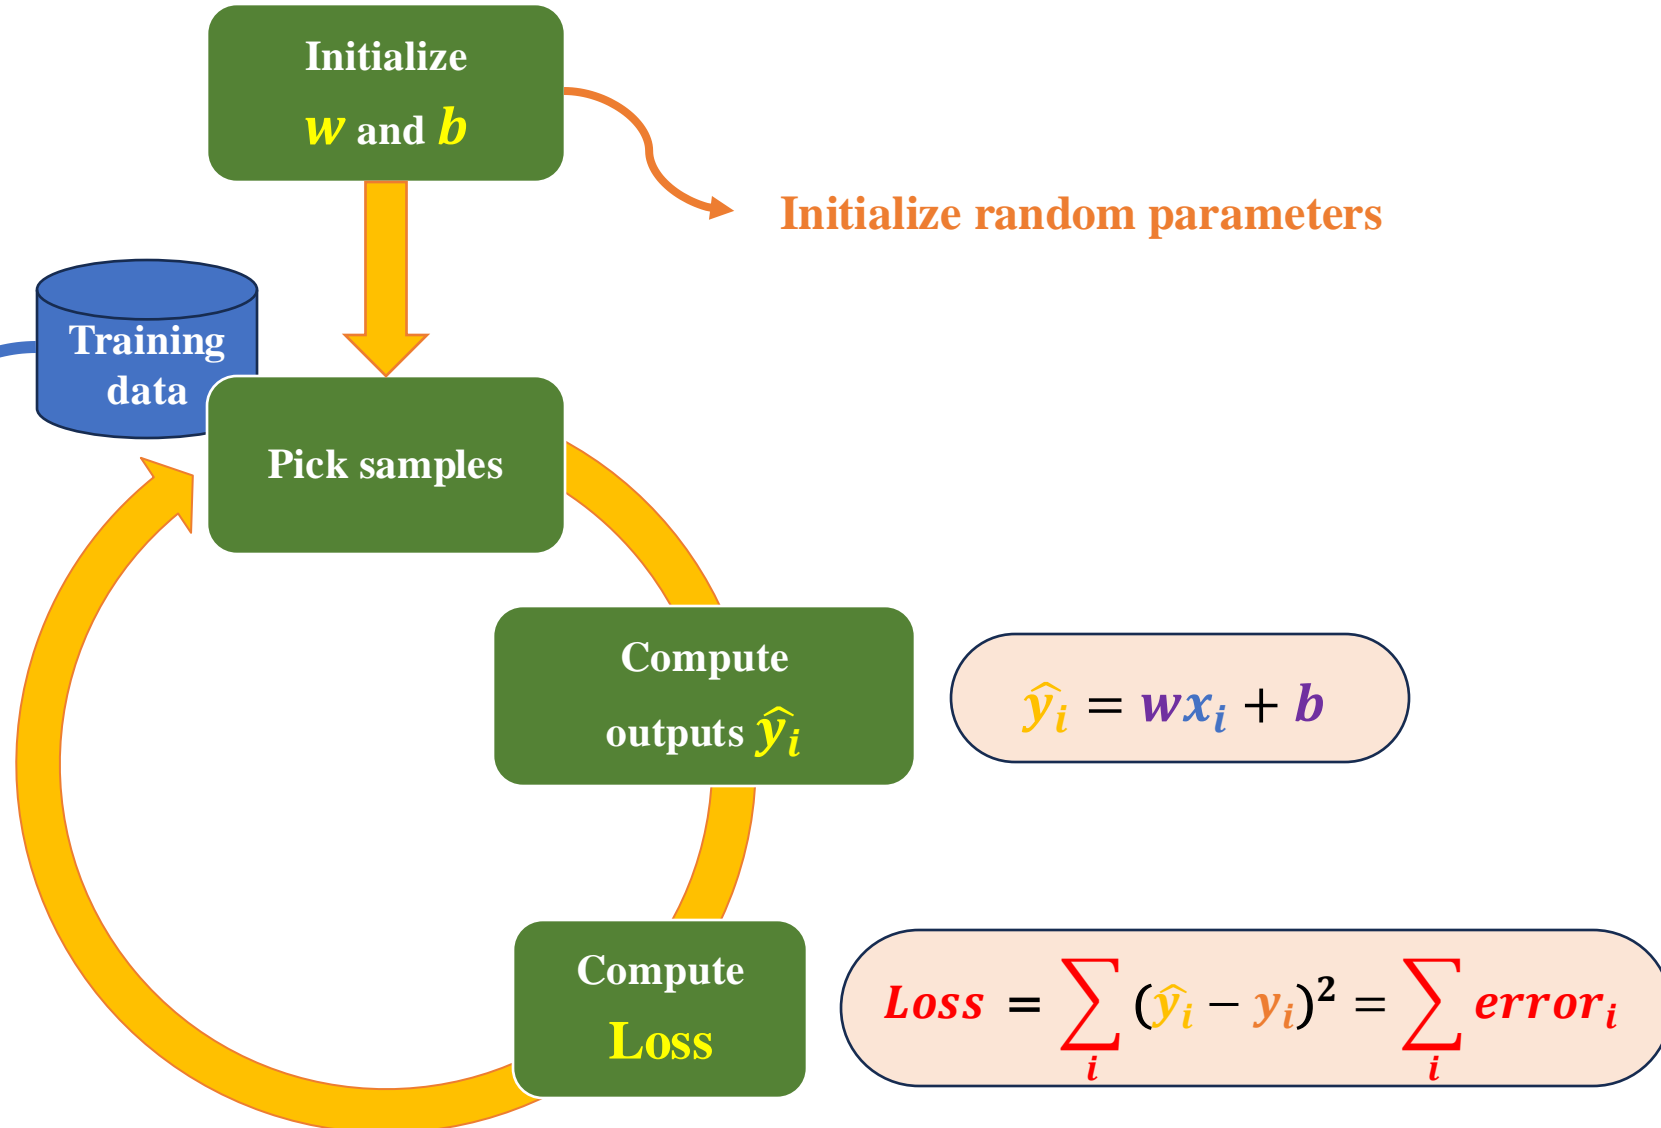 Initialize
w and b
Initialize random parameters
Training
data
Pick samples
Compute
outputs ŷᵢ
ŷᵢ = wxᵢ + b
Compute
Loss
Loss = ∑ᵢ (ŷᵢ − yᵢ)² = ∑ᵢ errorᵢ